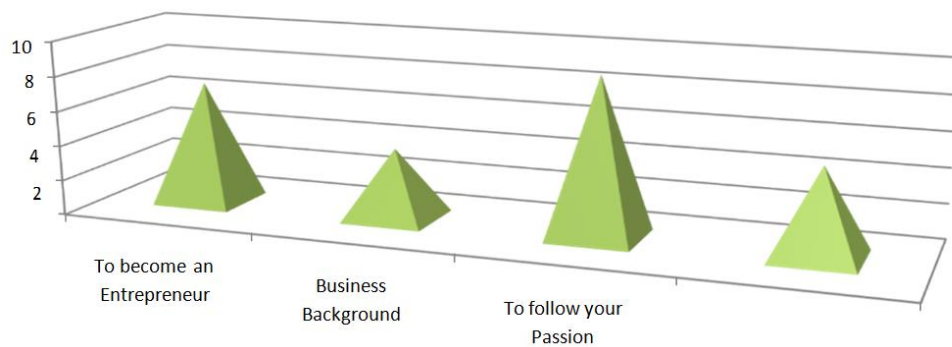 10
8
6
4
2
To become an
Entrepreneur
Business
Background
To follow your
Passion